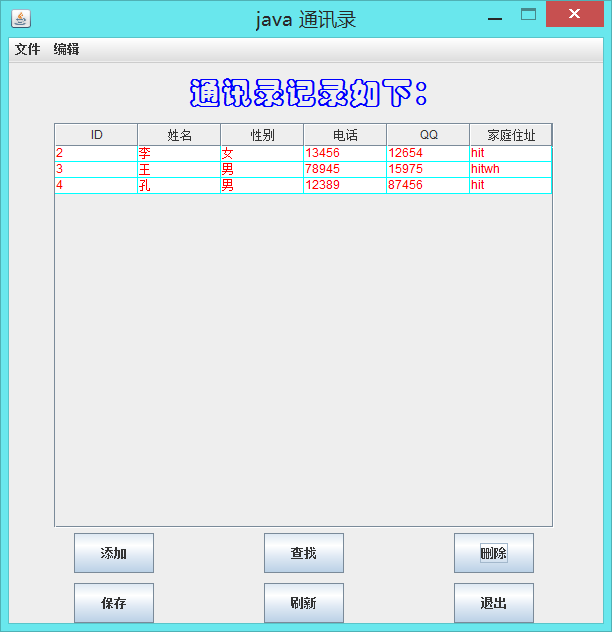 java 通讯录
文件 编辑
通讯录记录如下：
ID 姓名 性别 电话 QQ 家庭住址
2 李 女 13456 12654 hit
3 王 男 78945 15975 hitwh
4 孔 男 12389 87456 hit
添加 查找 删除
保存 刷新 退出